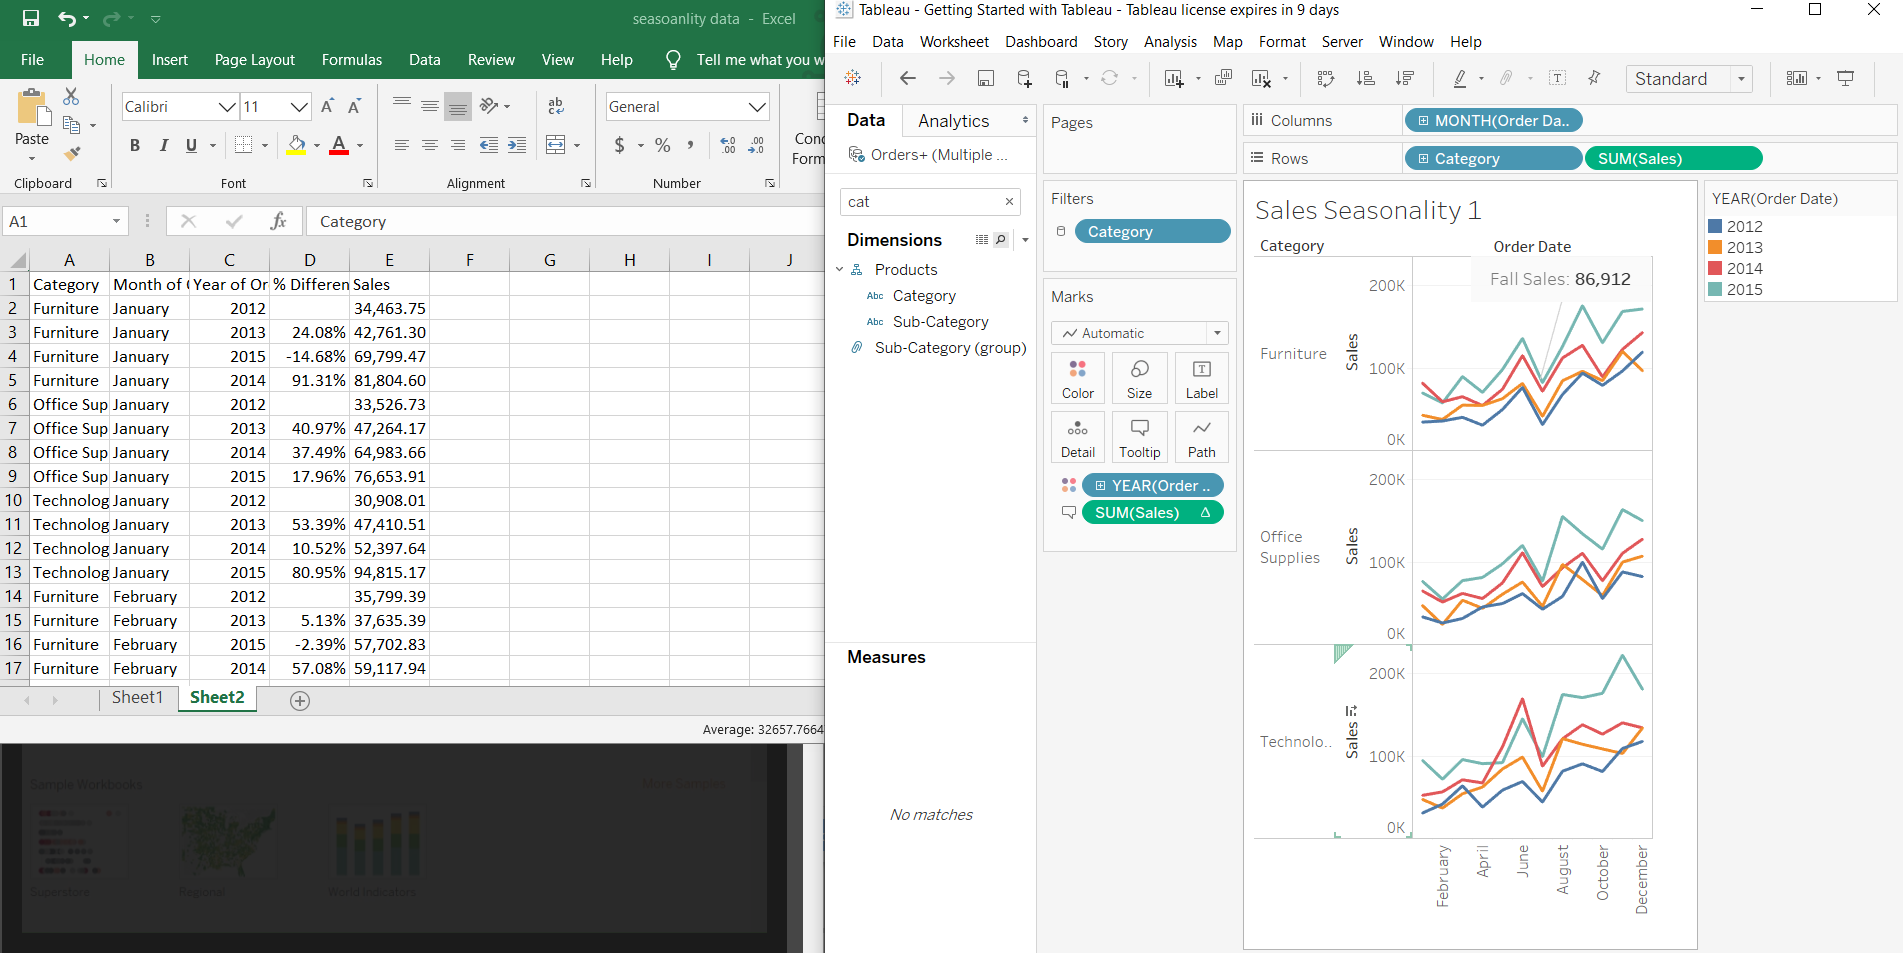 seasoanlity data - Excel
File Home Insert Page Layout Formulas Data Review View Help Tell me what you w
Paste
Calibri 11
General
B I U A
$ % ,
Conc
Form
Clipboard Font Alignment Number
A1 fx Category
A B C D E F G H I J
1 Category Month of Year of Or % Differen Sales
2 Furniture January 2012 34,463.75
3 Furniture January 2013 24.08% 42,761.30
4 Furniture January 2015 -14.68% 69,799.47
5 Furniture January 2014 91.31% 81,804.60
6 Office Sup January 2012 33,526.73
7 Office Sup January 2013 40.97% 47,264.17
8 Office Sup January 2014 37.49% 64,983.66
9 Office Sup January 2015 17.96% 76,653.91
10 Technolog January 2012 30,908.01
11 Technolog January 2013 53.39% 47,410.51
12 Technolog January 2014 10.52% 52,397.64
13 Technolog January 2015 80.95% 94,815.17
14 Furniture February 2012 35,799.39
15 Furniture February 2013 5.13% 37,635.39
16 Furniture February 2015 -2.39% 57,702.83
17 Furniture February 2014 57.08% 59,117.94
Sheet1 Sheet2
Average: 32657.7664
Sample Workbooks More Samples
Superstore Regional World Indicators
Tableau - Getting Started with Tableau - Tableau license expires in 9 days
File Data Worksheet Dashboard Story Analysis Map Format Server Window Help
Standard
Data Analytics
Orders+ (Multiple ...
cat
Dimensions
Products
Abc Category
Abc Sub-Category
Sub-Category (group)
Measures
No matches
Pages
Filters
Category
Marks
Automatic
Color Size Label
Detail Tooltip Path
YEAR(Order ..
SUM(Sales)
Columns MONTH(Order Da..
Rows Category SUM(Sales)
Sales Seasonality 1
Category Order Date
Fall Sales: 86,912
Furniture
Sales
200K
100K
0K
Office
Supplies
Sales
200K
100K
0K
Technolo..
Sales
200K
100K
0K
February
April
June
August
October
December
YEAR(Order Date)
2012
2013
2014
2015